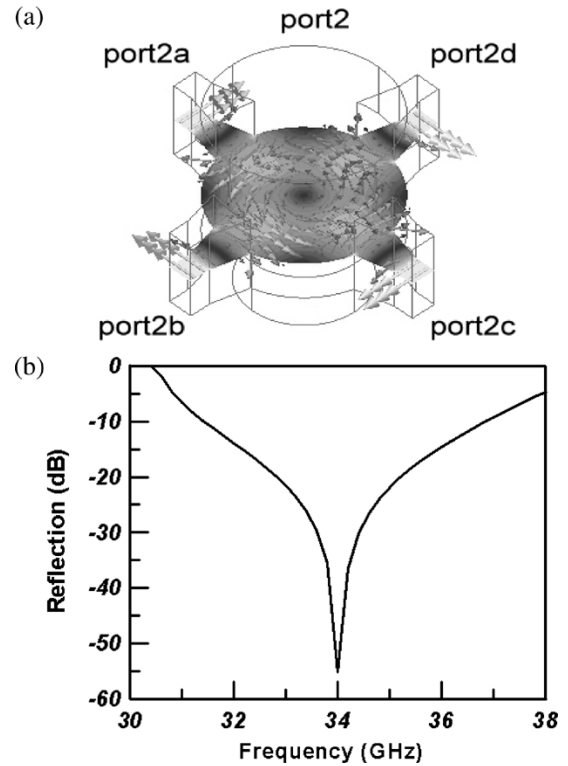 (a)
port2
port2a
port2d
port2b
port2c
(b)
0
-10
-20
-30
-40
-50
-60
Reflection (dB)
30
32
34
36
38
Frequency (GHz)